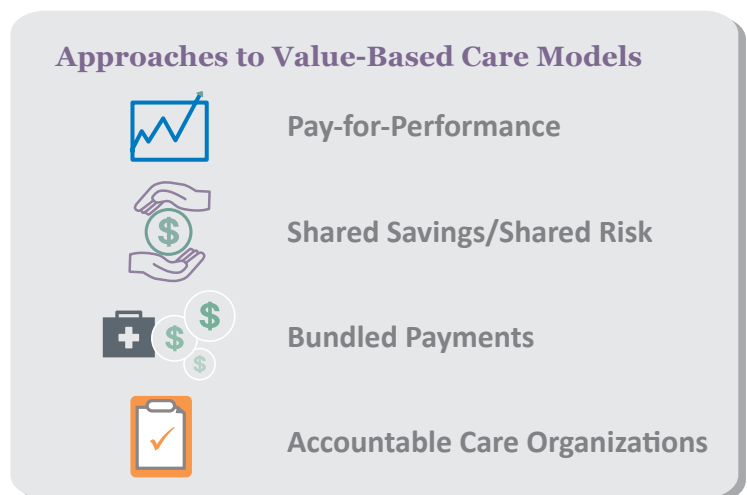 Approaches to Value-Based Care Models
Pay-for-Performance
$
Shared Savings/Shared Risk
$
$
$
Bundled Payments
Accountable Care Organizations